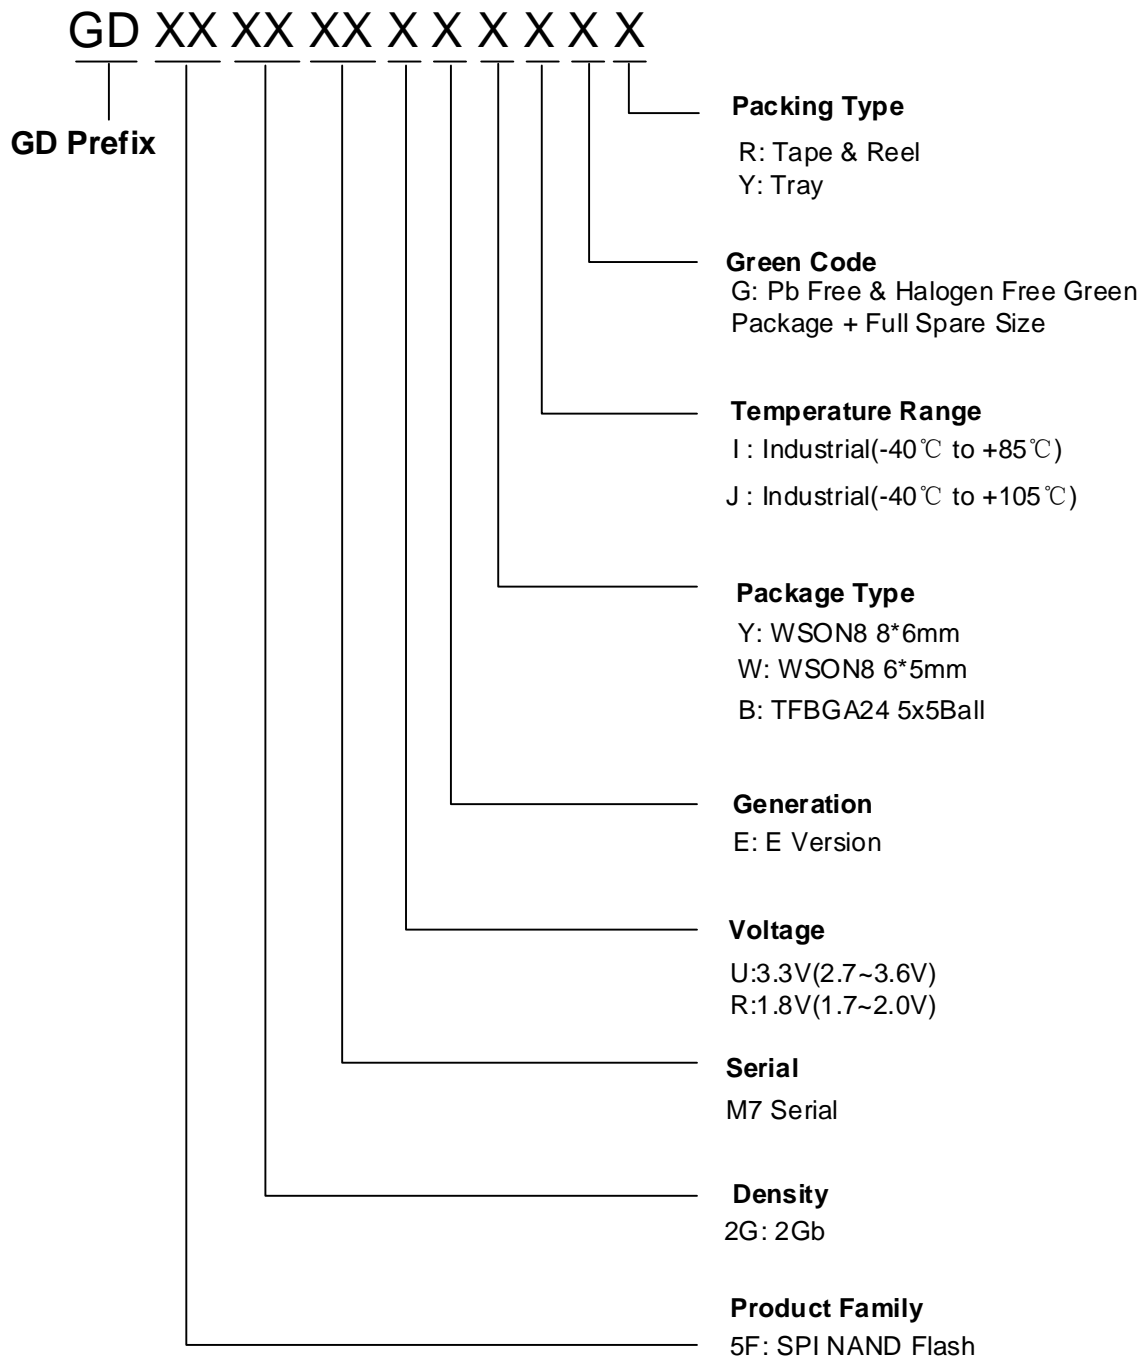 GD XX XX XX X X X X X X
GD Prefix
Packing Type
R: Tape & Reel
Y: Tray
Green Code
G: Pb Free & Halogen Free Green
Package + Full Spare Size
Temperature Range
I : Industrial(-40℃ to +85℃)
J : Industrial(-40℃ to +105℃)
Package Type
Y: WSON8 8*6mm
W: WSON8 6*5mm
B: TFBGA24 5x5Ball
Generation
E: E Version
Voltage
U:3.3V(2.7~3.6V)
R:1.8V(1.7~2.0V)
Serial
M7 Serial
Density
2G: 2Gb
Product Family
5F: SPI NAND Flash